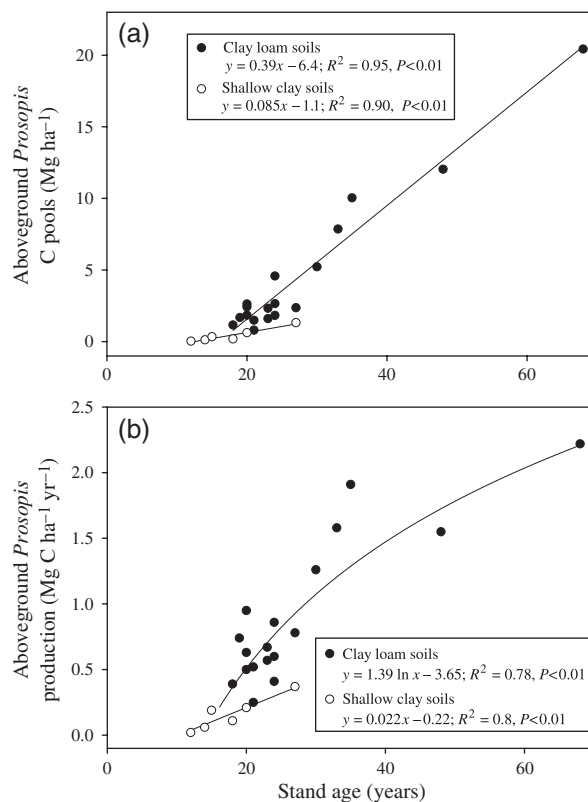 (a)
Clay loam soils
y = 0.39x − 6.4; R² = 0.95, P<0.01
Shallow clay soils
y = 0.085x − 1.1; R² = 0.90, P<0.01
Aboveground Prosopis
C pools (Mg ha⁻¹)
20
15
10
5
0
0 20 40 60
(b)
Aboveground Prosopis
production (Mg C ha⁻¹ yr⁻¹)
2.5
2.0
1.5
1.0
0.5
0.0
Clay loam soils
y = 1.39 ln x − 3.65; R² = 0.78, P<0.01
Shallow clay soils
y = 0.022x − 0.22; R² = 0.8, P<0.01
0 20 40 60
Stand age (years)